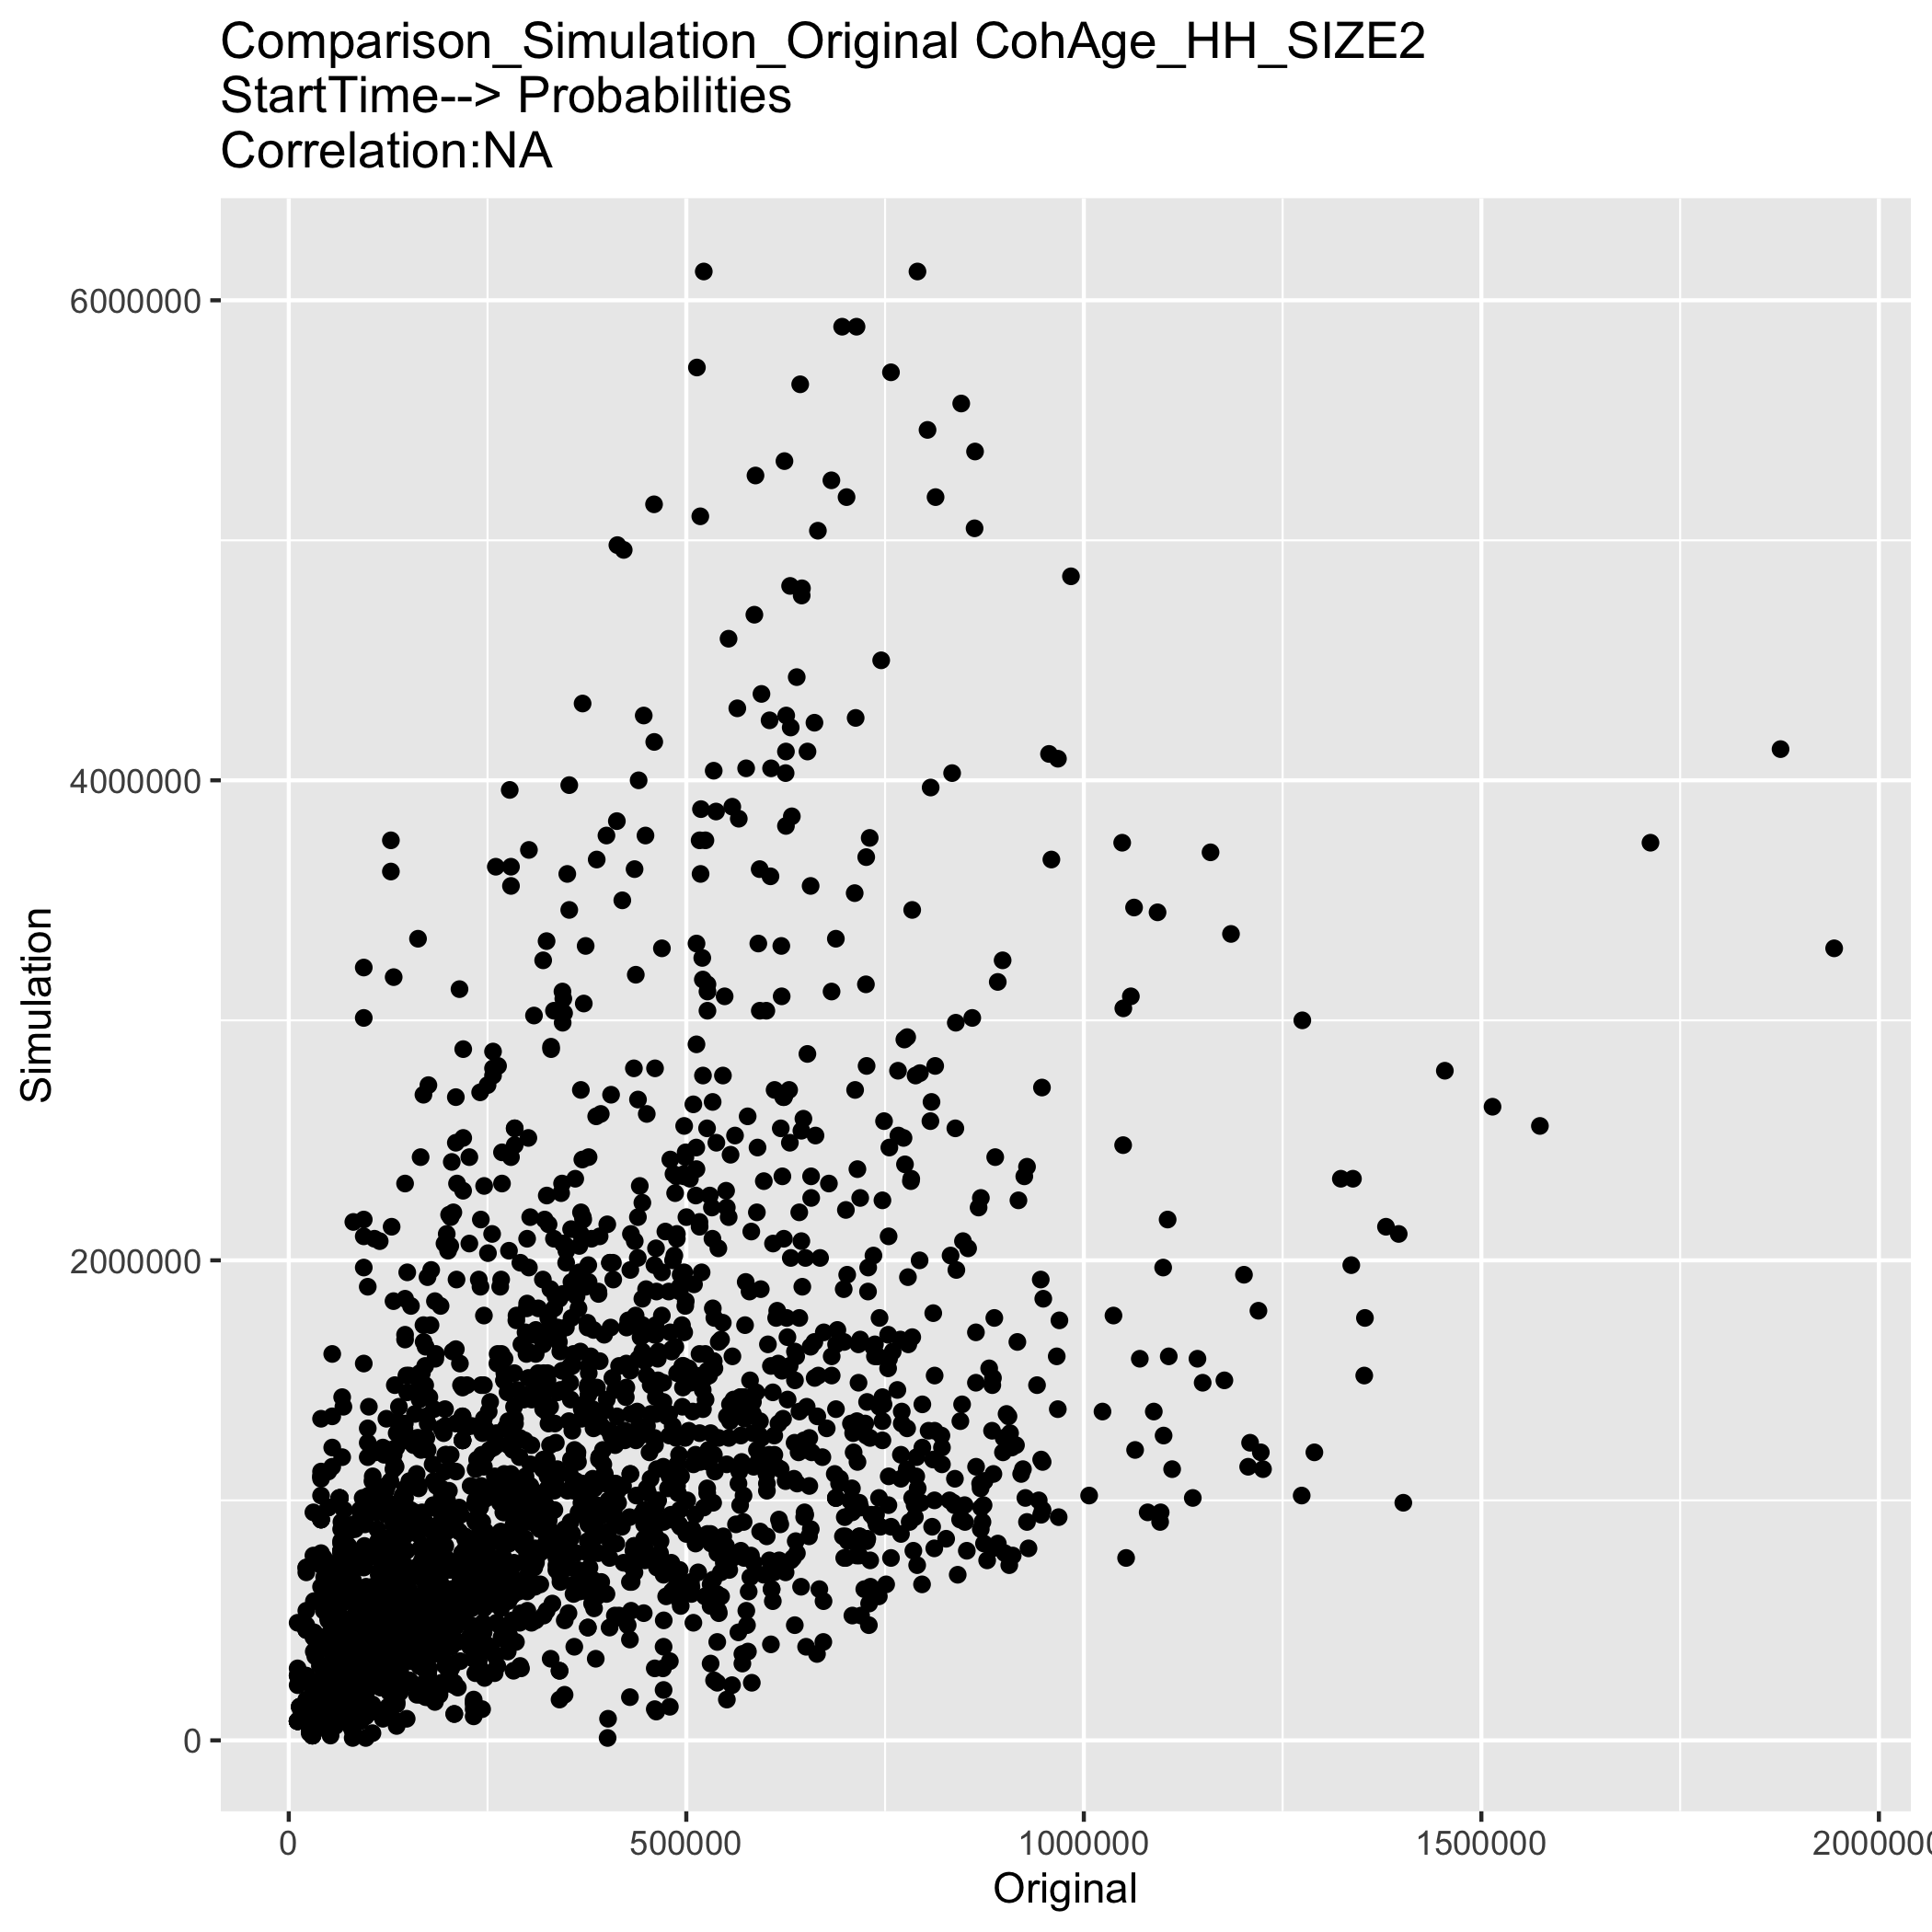 Comparison_Simulation_Original CohAge_HH_SIZE2
StartTime--> Probabilities
Correlation:NA
6000000
4000000
2000000
0
Simulation
0
500000
1000000
1500000
2000000
Original